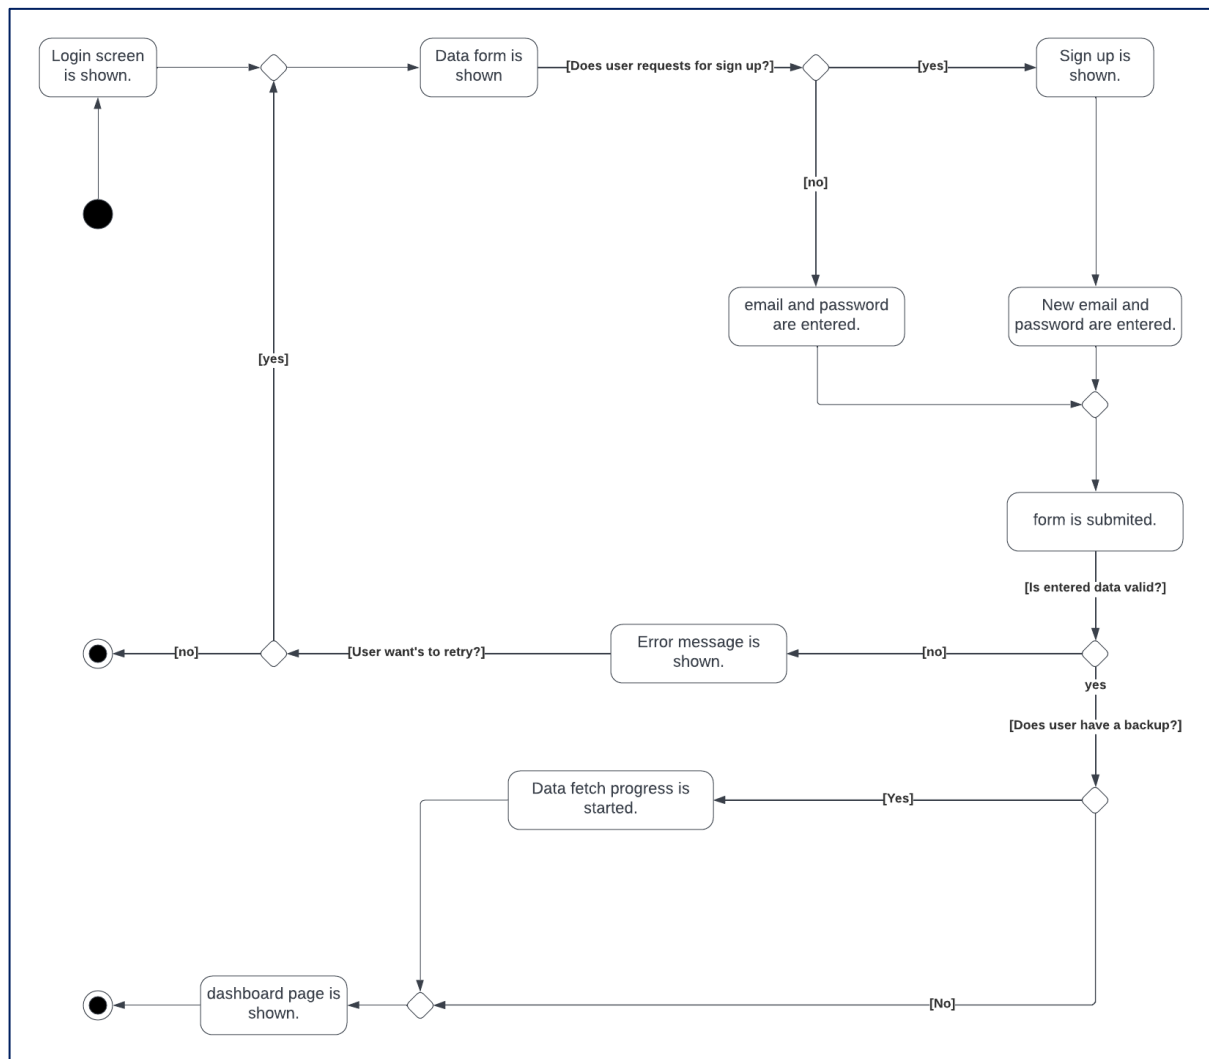 Login screen
is shown.
Data form is
shown
[Does user requests for sign up?]
[yes]
Sign up is
shown.
[no]
email and password
are entered.
New email and
password are entered.
[yes]
form is submited.
[Is entered data valid?]
[no]
[User want's to retry?]
Error message is
shown.
[no]
yes
[Does user have a backup?]
Data fetch progress is
started.
[Yes]
dashboard page is
shown.
[No]